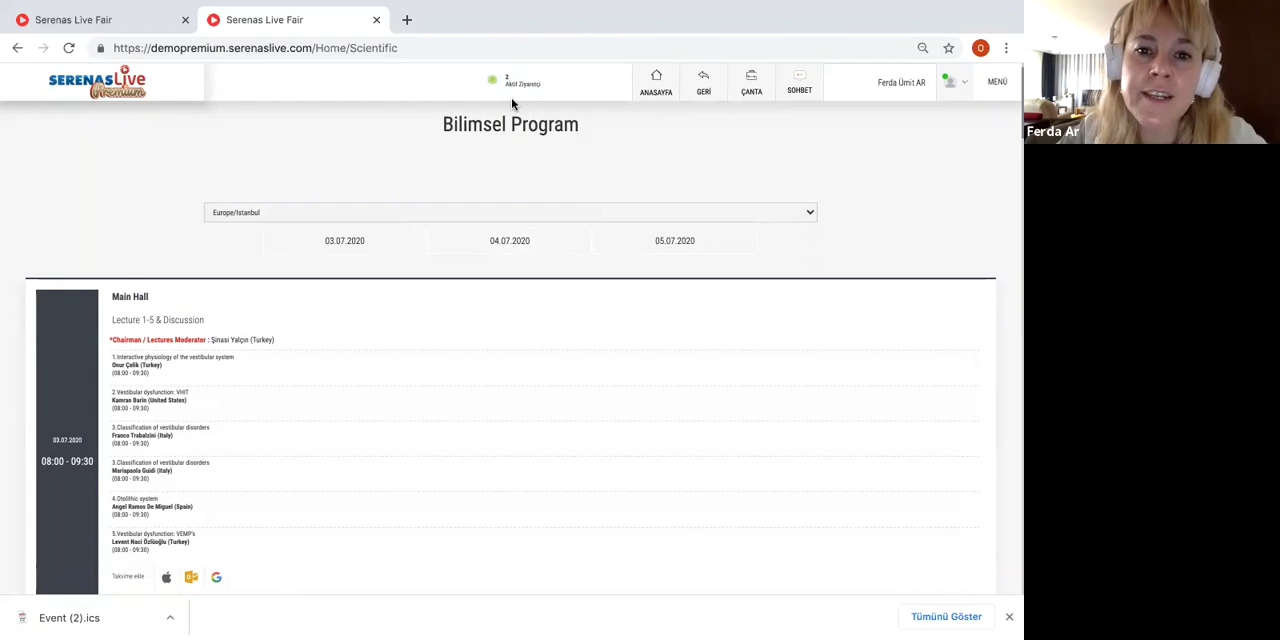 Serenas Live Fair
Serenas Live Fair
https://demopremium.serenaslive.com/Home/Scientific
O
SERENAS Live
Premium
2
Aktif Ziyaretçi
ANASAYFA
GERİ
ÇANTA
SOHBET
Ferda Ümit AR
MENÜ
Ferda Ar
Bilimsel Program
Europe/Istanbul
03.07.2020
04.07.2020
05.07.2020
Main Hall
Lecture 1-5 & Discussion
*Chairman / Lectures Moderator : Şinasi Yalçın (Turkey)
1.Interactive physiology of the vestibular system
Onur Çelik (Turkey)
(08:00 - 09:30)
2.Vestibular dysfunction: VHIT
Kamran Barin (United States)
(08:00 - 09:30)
3.Classification of vestibular disorders
Franco Trabalzini (Italy)
(08:00 - 09:30)
3.Classification of vestibular disorders
Mariapaola Guidi (Italy)
(08:00 - 09:30)
4.Otolithic system
Angel Ramos De Miguel (Spain)
(08:00 - 09:30)
5.Vestibular dysfunction: VEMP's
Levent Naci Özlüoğlu (Turkey)
(08:00 - 09:30)
03.07.2020
08:00 - 09:30
Takvime ekle
Event (2).ics
Tümünü Göster